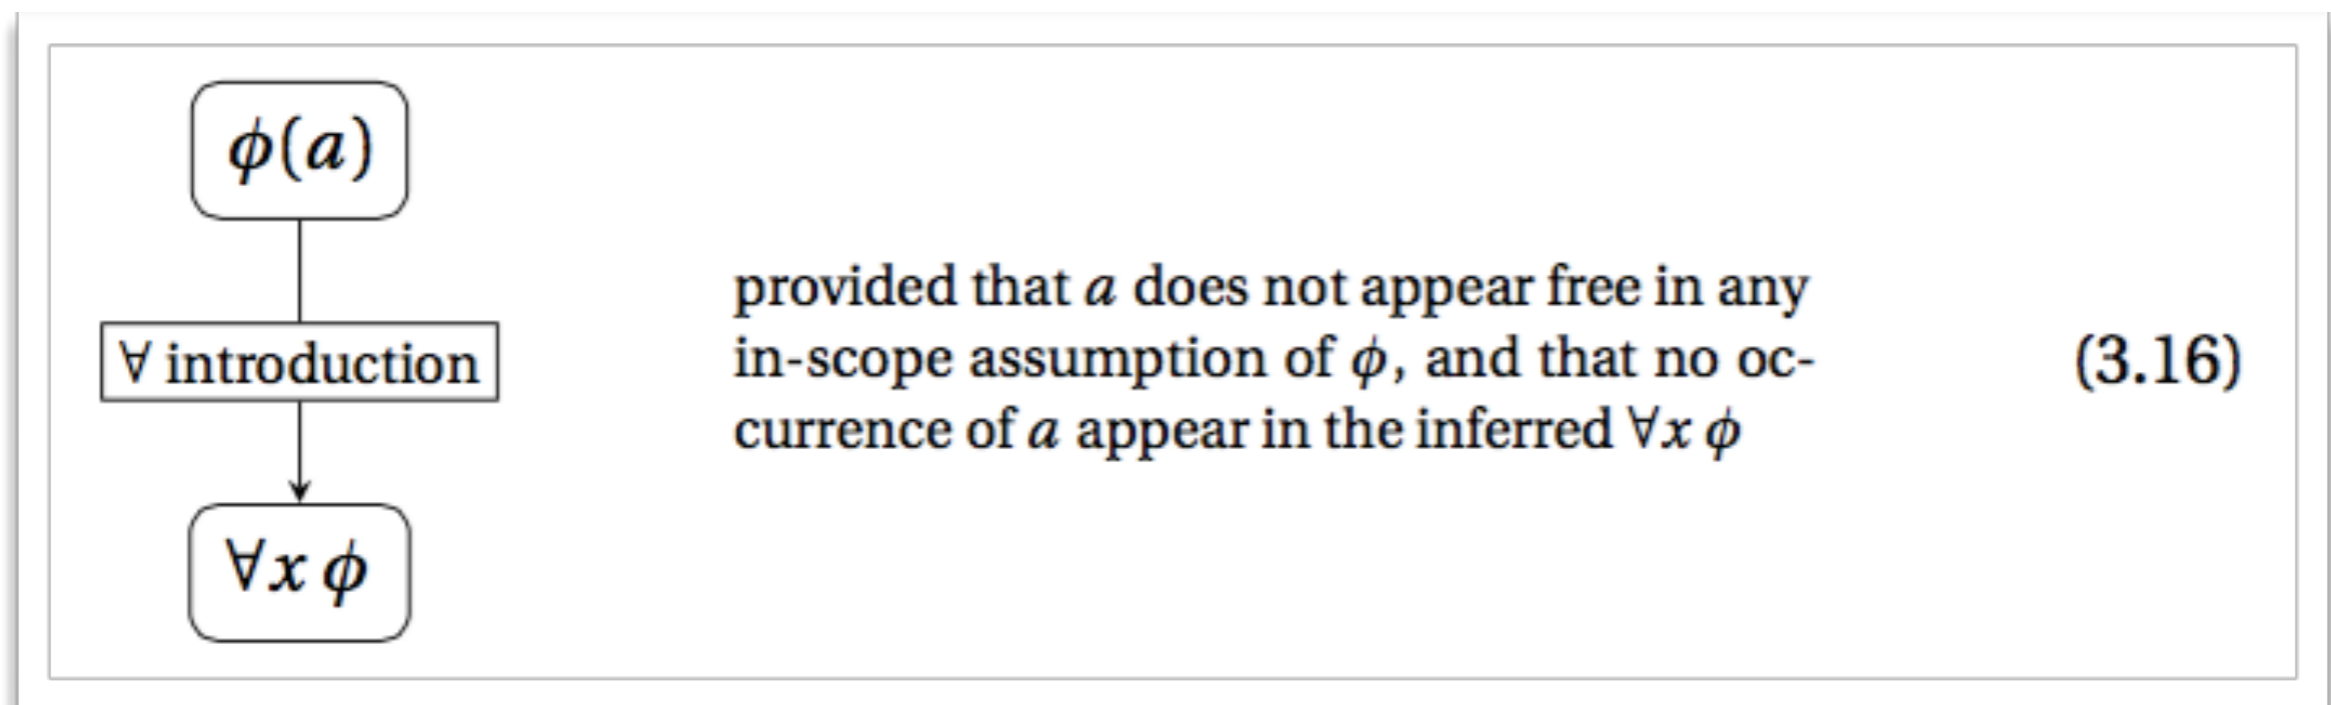 ϕ(a)
∀ introduction
∀x ϕ
provided that a does not appear free in any
in-scope assumption of ϕ, and that no oc-
currence of a appear in the inferred ∀x ϕ
(3.16)